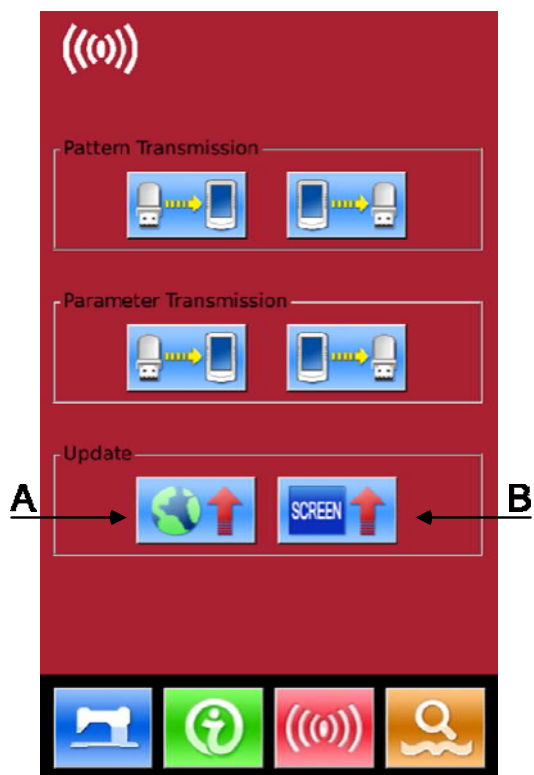 Pattern Transmission
Parameter Transmission
Update
A
SCREEN
B